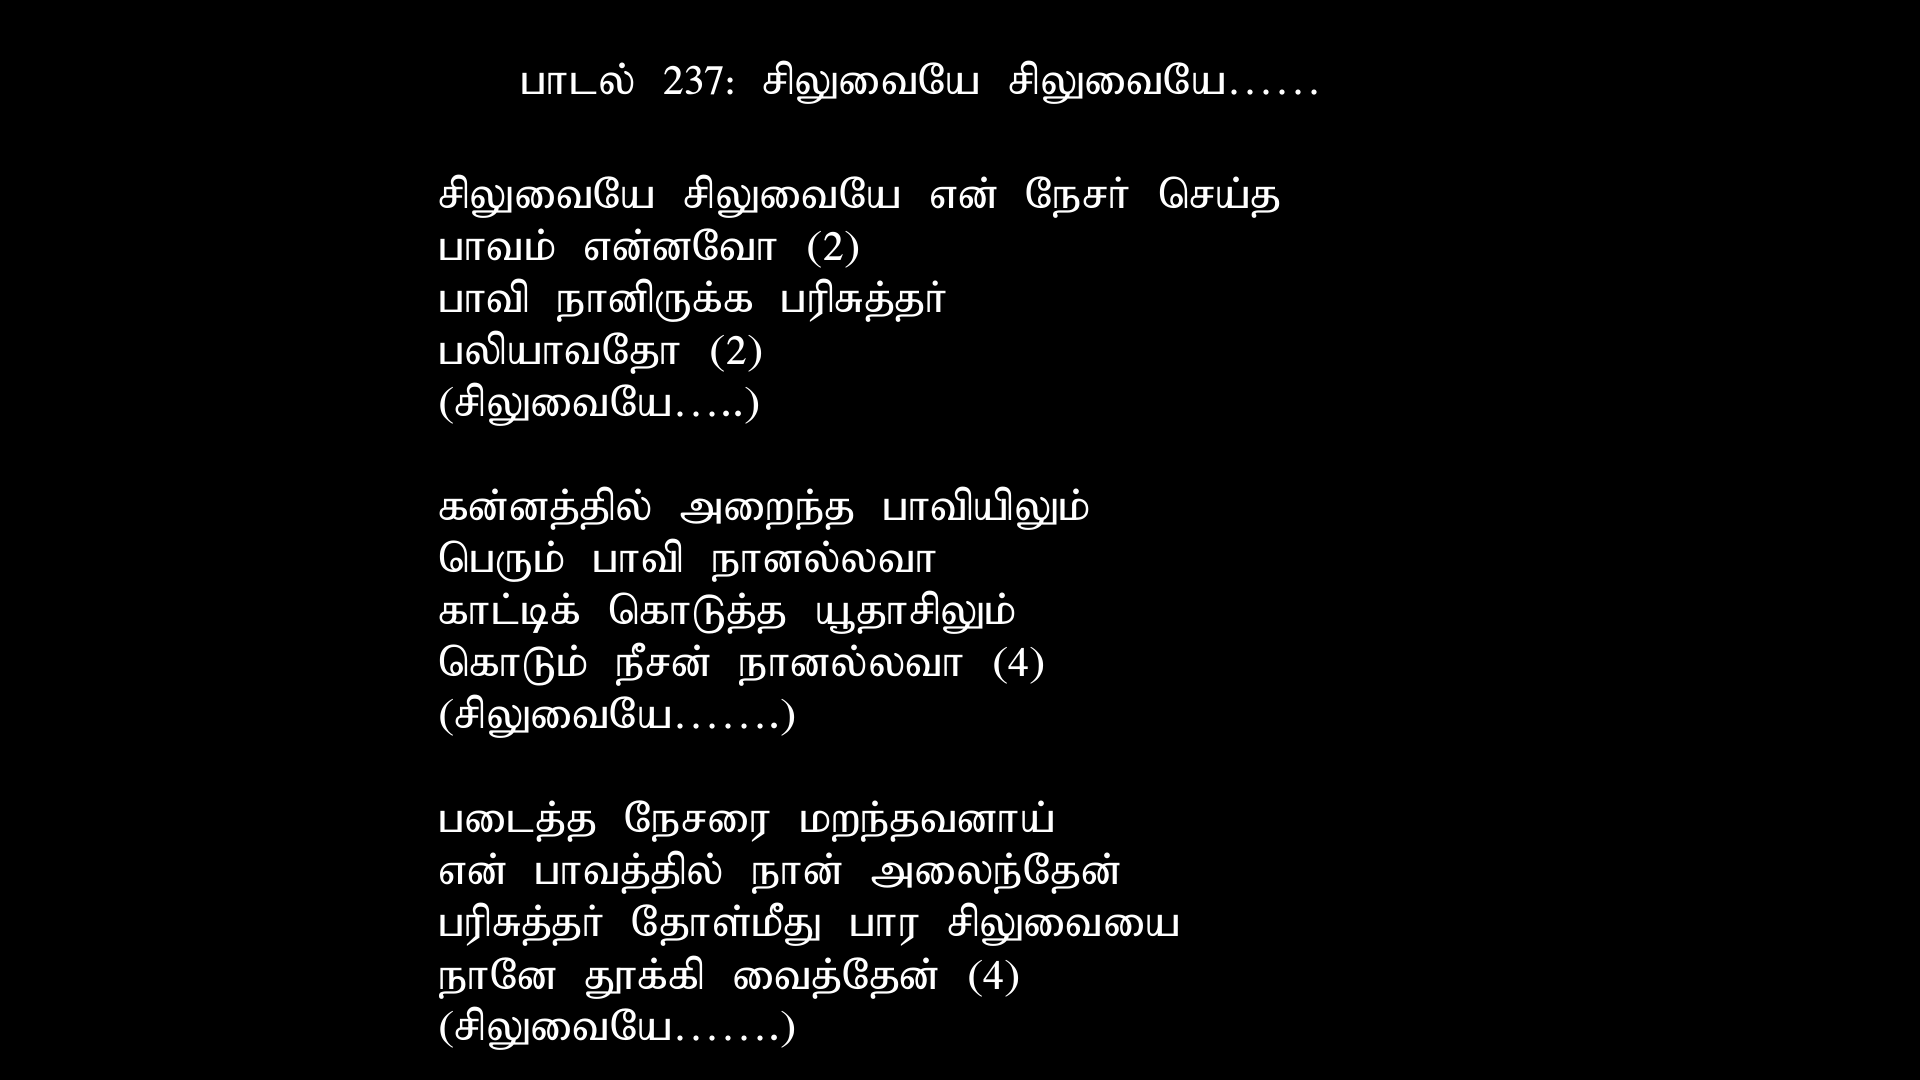 பாடல் 237: சிலுவையே சிலுவையே......
சிலுவையே சிலுவையே என் நேசர் செய்த
பாவம் என்னவோ (2)
பாவி நானிருக்க பரிசுத்தர்
பலியாவதோ (2)
(சிலுவையே.....)
கன்னத்தில் அறைந்த பாவியிலும்
பெரும் பாவி நானல்லவா
காட்டிக் கொடுத்த யூதாசிலும்
கொடும் நீசன் நானல்லவா (4)
(சிலுவையே.......)
படைத்த நேசரை மறந்தவனாய்
என் பாவத்தில் நான் அலைந்தேன்
பரிசுத்தர் தோள்மீது பார சிலுவையை
நானே தூக்கி வைத்தேன் (4)
(சிலுவையே.......)